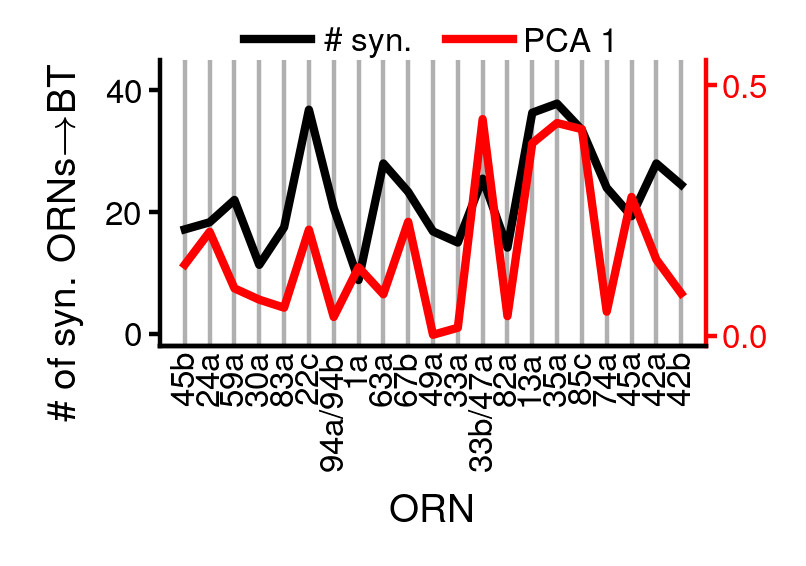 # syn. PCA 1
# of syn. ORNs→BT
40
20
0
0.5
0.0
45b 24a 59a 30a 83a 22c 94a/94b 1a 63a 67b 49a 33a 33b/47a 82a 13a 35a 85c 74a 45a 42a 42b
ORN